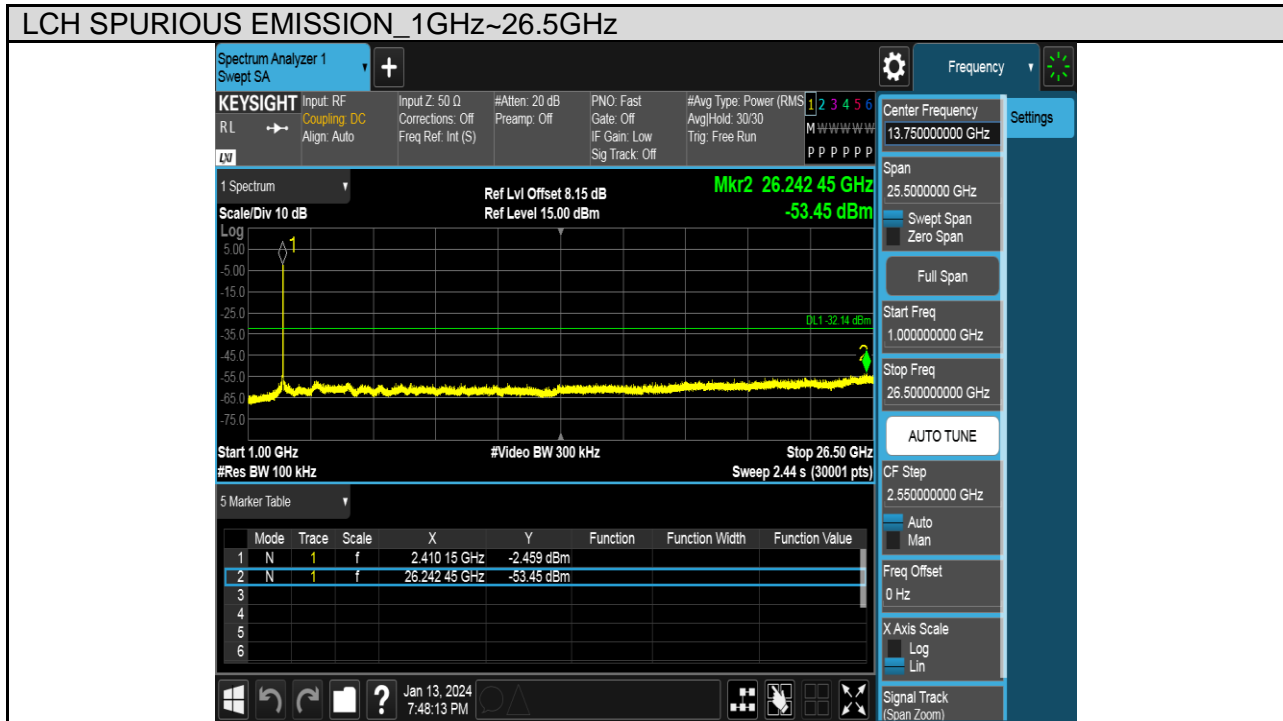 LCH SPURIOUS EMISSION_1GHz~26.5GHz
Spectrum Analyzer 1
Swept SA
+
Frequency
KEYSIGHT
RL
LXI
Input: RF
Coupling: DC
Align: Auto
Input Z: 50 Ω
Corrections: Off
Freq Ref: Int (S)
#Atten: 20 dB
Preamp: Off
PNO: Fast
Gate: Off
IF Gain: Low
Sig Track: Off
#Avg Type: Power (RMS
Avg|Hold: 30/30
Trig: Free Run
1 2 3 4 5 6
M W W W W W
P P P P P P
Settings
Center Frequency
13.75000000 GHz
Span
25.5000000 GHz
Swept Span
Zero Span
Full Span
Start Freq
1.000000000 GHz
Stop Freq
26.500000000 GHz
AUTO TUNE
CF Step
2.550000000 GHz
Auto
Man
Freq Offset
0 Hz
X Axis Scale
Log
Lin
Signal Track
(Span Zoom)
1 Spectrum
Ref Lvl Offset 8.15 dB
Mkr2 26.242 45 GHz
Scale/Div 10 dB
Ref Level 15.00 dBm
-53.45 dBm
Log
5.00
-5.00
-15.0
-25.0
-35.0
-45.0
-55.0
-65.0
-75.0
1
DL1 -32.14 dBm
2
Start 1.00 GHz
#Video BW 300 kHz
Stop 26.50 GHz
#Res BW 100 kHz
Sweep 2.44 s (30001 pts)
5 Marker Table
Mode Trace Scale X Y Function Function Width Function Value
1 N 1 f 2.410 15 GHz -2.459 dBm
2 N 1 f 26.242 45 GHz -53.45 dBm
3
4
5
6
?
Jan 13, 2024
7:48:13 PM